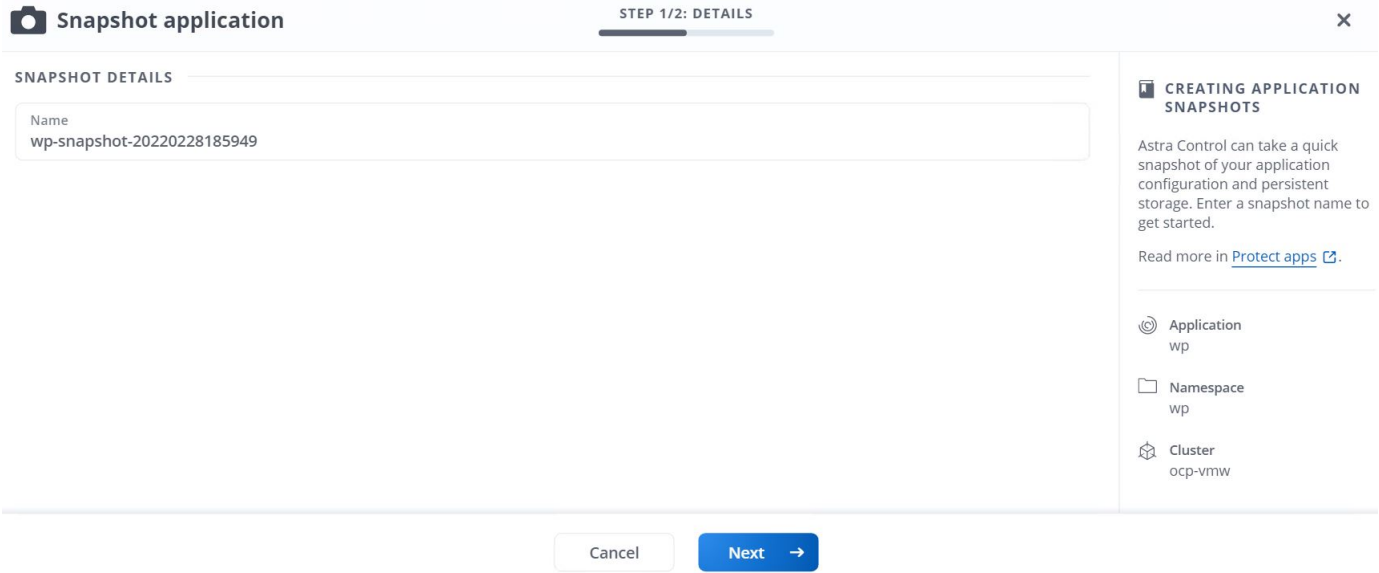 Snapshot application
STEP 1/2: DETAILS
SNAPSHOT DETAILS
Name
wp-snapshot-20220228185949
CREATING APPLICATION
SNAPSHOTS
Astra Control can take a quick
snapshot of your application
configuration and persistent
storage. Enter a snapshot name to
get started.
Read more in Protect apps.
Application
wp
Namespace
wp
Cluster
ocp-vmw
Cancel
Next